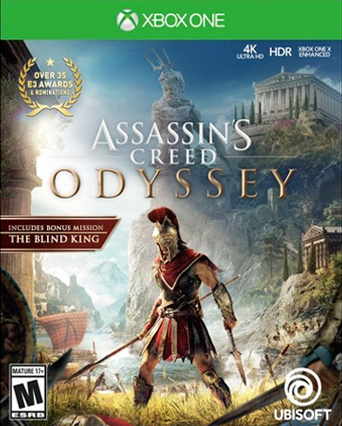 XBOX ONE
4K
ULTRA HD
HDR
XBOX ONE X
ENHANCED
OVER 35
E3 AWARDS
& NOMINATIONS
ASSASSIN'S
CREED
ODYSSEY
INCLUDES BONUS MISSION
THE BLIND KING
MATURE 17+
M
ESRB
UBISOFT